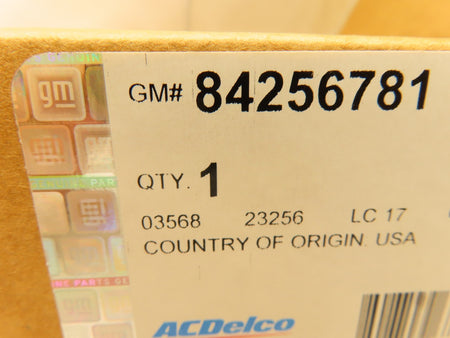 gm
GM# 84256781
QTY. 1
03568 23256 LC 17
COUNTRY OF ORIGIN. USA
ACDelco